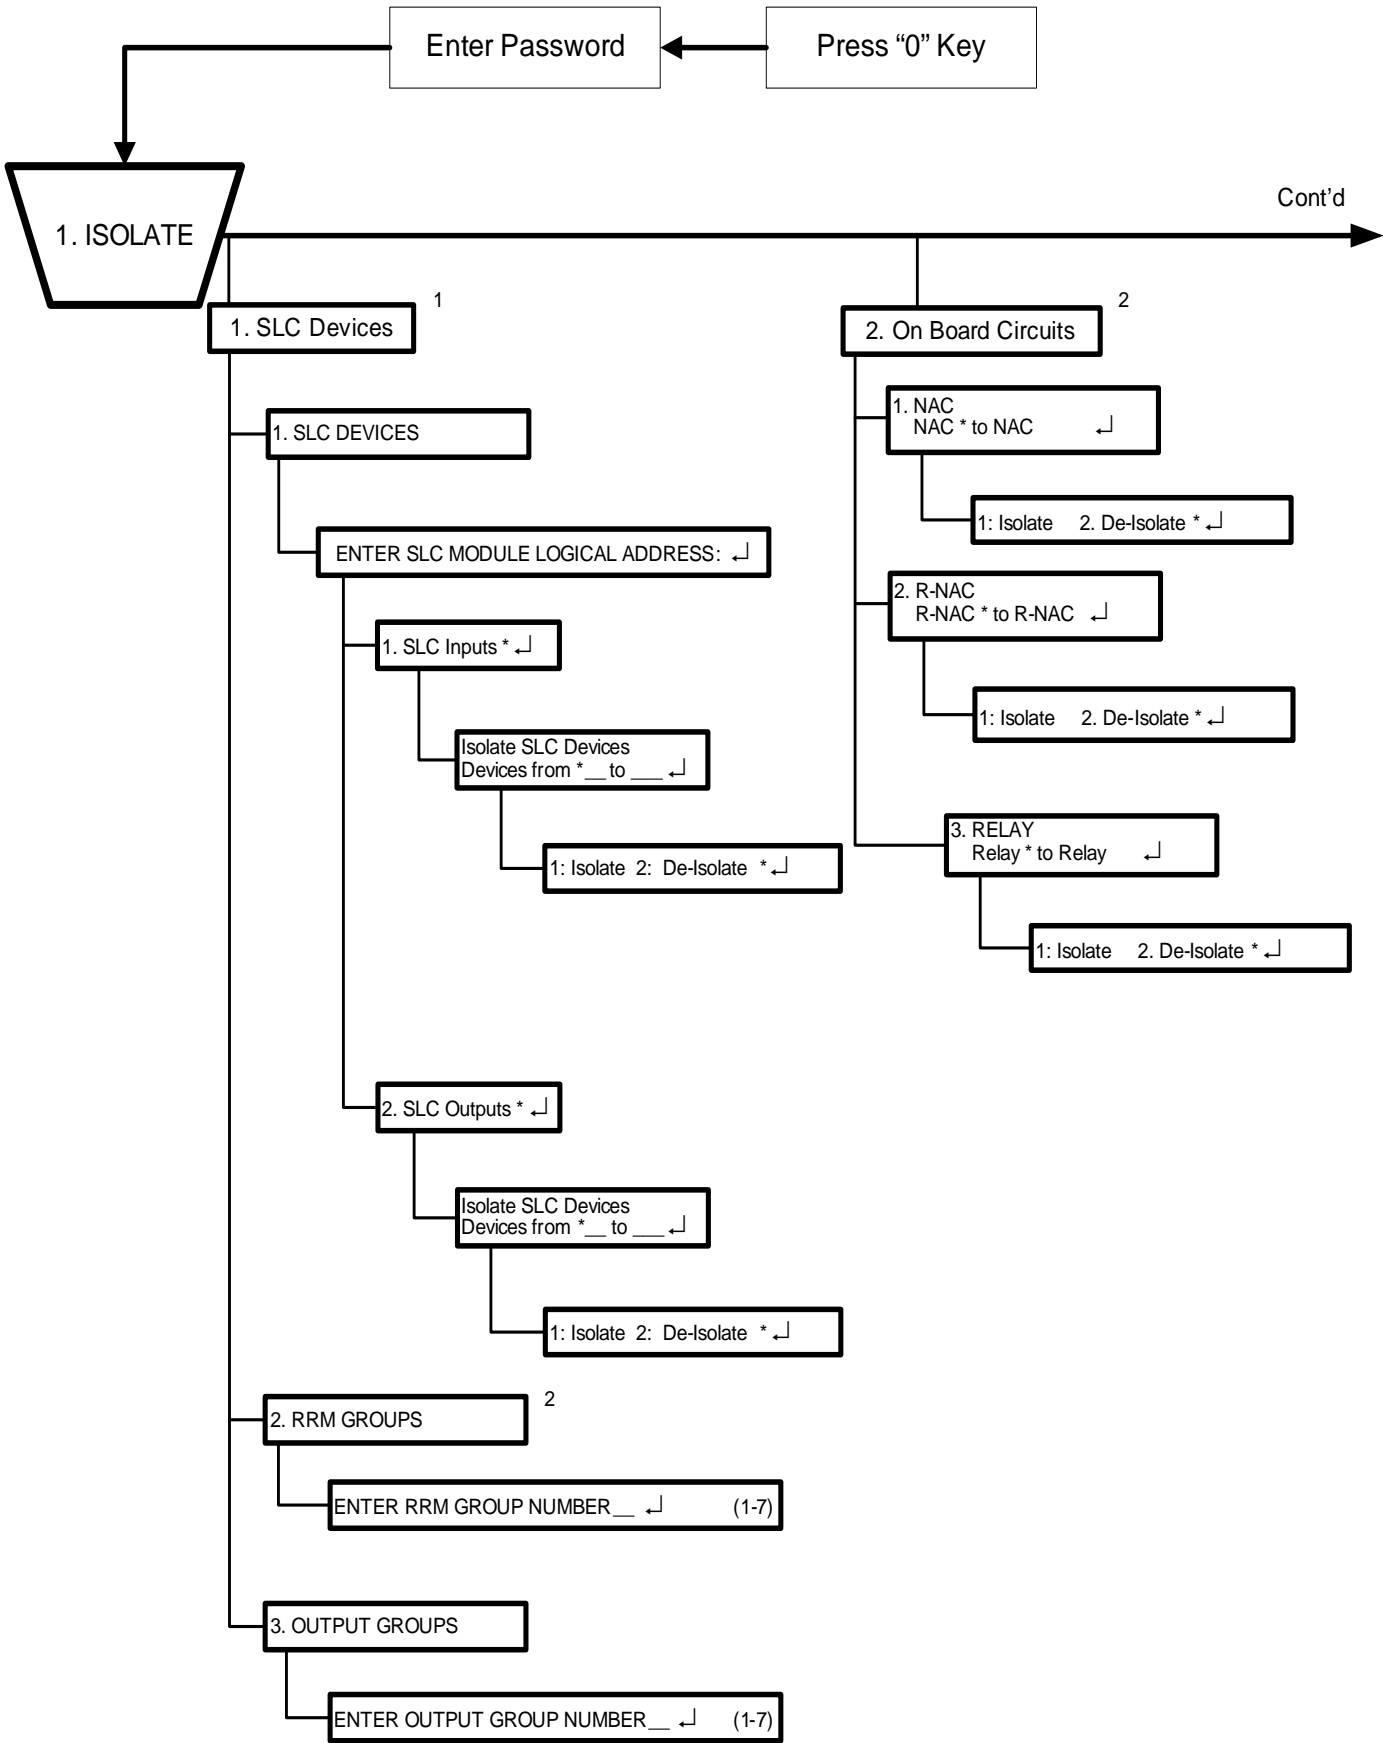 Enter Password
Press “0” Key
1. ISOLATE
Cont’d
1. SLC Devices
1
1. SLC DEVICES
ENTER SLC MODULE LOGICAL ADDRESS: ↵
1. SLC Inputs * ↵
Isolate SLC Devices
Devices from *__ to ___ ↵
1: Isolate 2: De-Isolate * ↵
2. SLC Outputs * ↵
Isolate SLC Devices
Devices from *__ to ___ ↵
1: Isolate 2: De-Isolate * ↵
2. RRM GROUPS
2
ENTER RRM GROUP NUMBER__ ↵ (1-7)
3. OUTPUT GROUPS
ENTER OUTPUT GROUP NUMBER__ ↵ (1-7)
2. On Board Circuits
2
1. NAC
NAC * to NAC ↵
1: Isolate 2. De-Isolate * ↵
2. R-NAC
R-NAC * to R-NAC ↵
1: Isolate 2. De-Isolate * ↵
3. RELAY
Relay * to Relay ↵
1: Isolate 2. De-Isolate * ↵